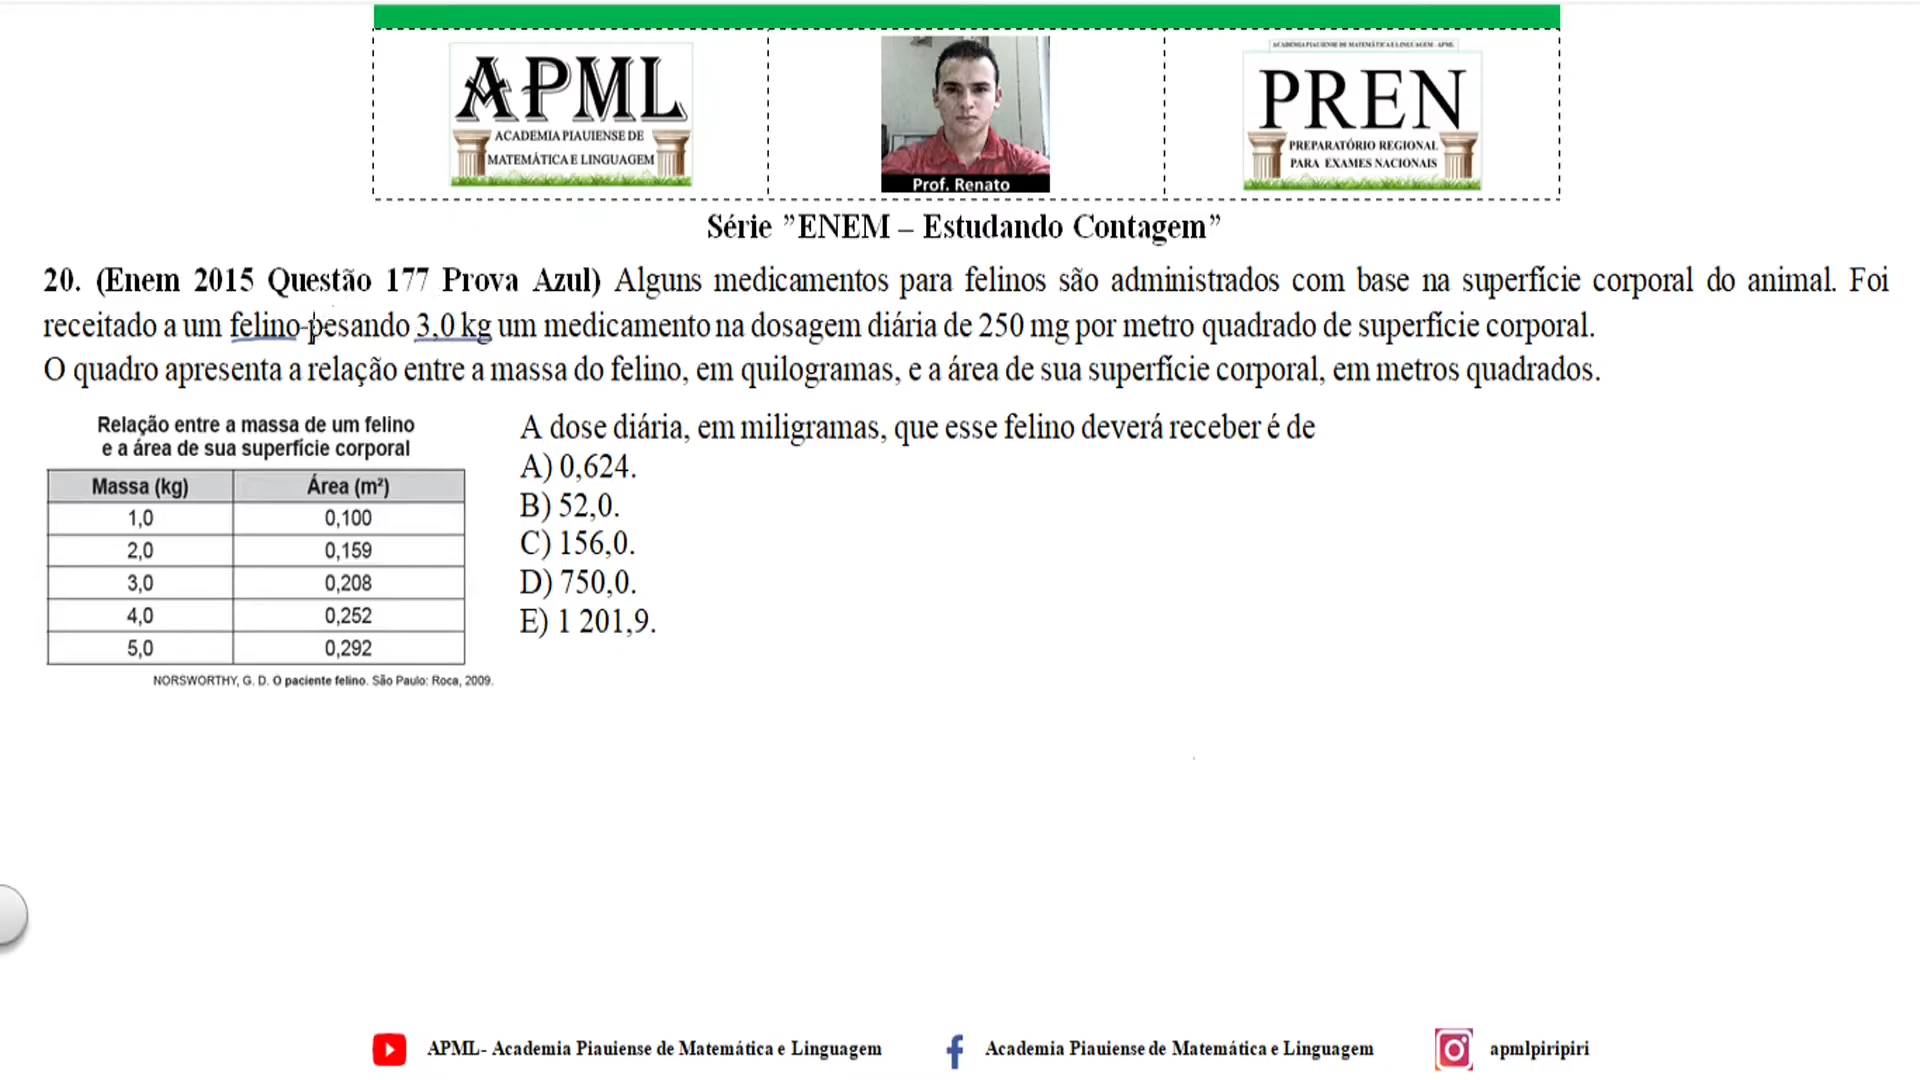 APML
ACADEMIA PIAUIENSE DE
MATEMÁTICA E LINGUAGEM
Prof. Renato
ACADEMIA PIAUIENSE DE MATEMÁTICA E LINGUAGEM - APML
PREN
PREPARATÓRIO REGIONAL
PARA EXAMES NACIONAIS
Série ”ENEM – Estudando Contagem”
20. (Enem 2015 Questão 177 Prova Azul) Alguns medicamentos para felinos são administrados com base na superfície corporal do animal. Foi
receitado a um felino pesando 3,0 kg um medicamento na dosagem diária de 250 mg por metro quadrado de superfície corporal.
O quadro apresenta a relação entre a massa do felino, em quilogramas, e a área de sua superfície corporal, em metros quadrados.
Relação entre a massa de um felino
e a área de sua superfície corporal
Massa (kg) Área (m²)
1,0 0,100
2,0 0,159
3,0 0,208
4,0 0,252
5,0 0,292
NORSWORTHY, G. D. O paciente felino. São Paulo: Roca, 2009.
A dose diária, em miligramas, que esse felino deverá receber é de
A) 0,624.
B) 52,0.
C) 156,0.
D) 750,0.
E) 1 201,9.
APML- Academia Piauiense de Matemática e Linguagem
Academia Piauiense de Matemática e Linguagem
apmlpiripiri